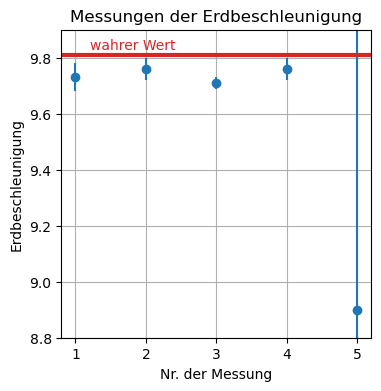 Messungen der Erdbeschleunigung
wahrer Wert
9.8
9.6
9.4
9.2
9.0
8.8
Erdbeschleunigung
1
2
3
4
5
Nr. der Messung